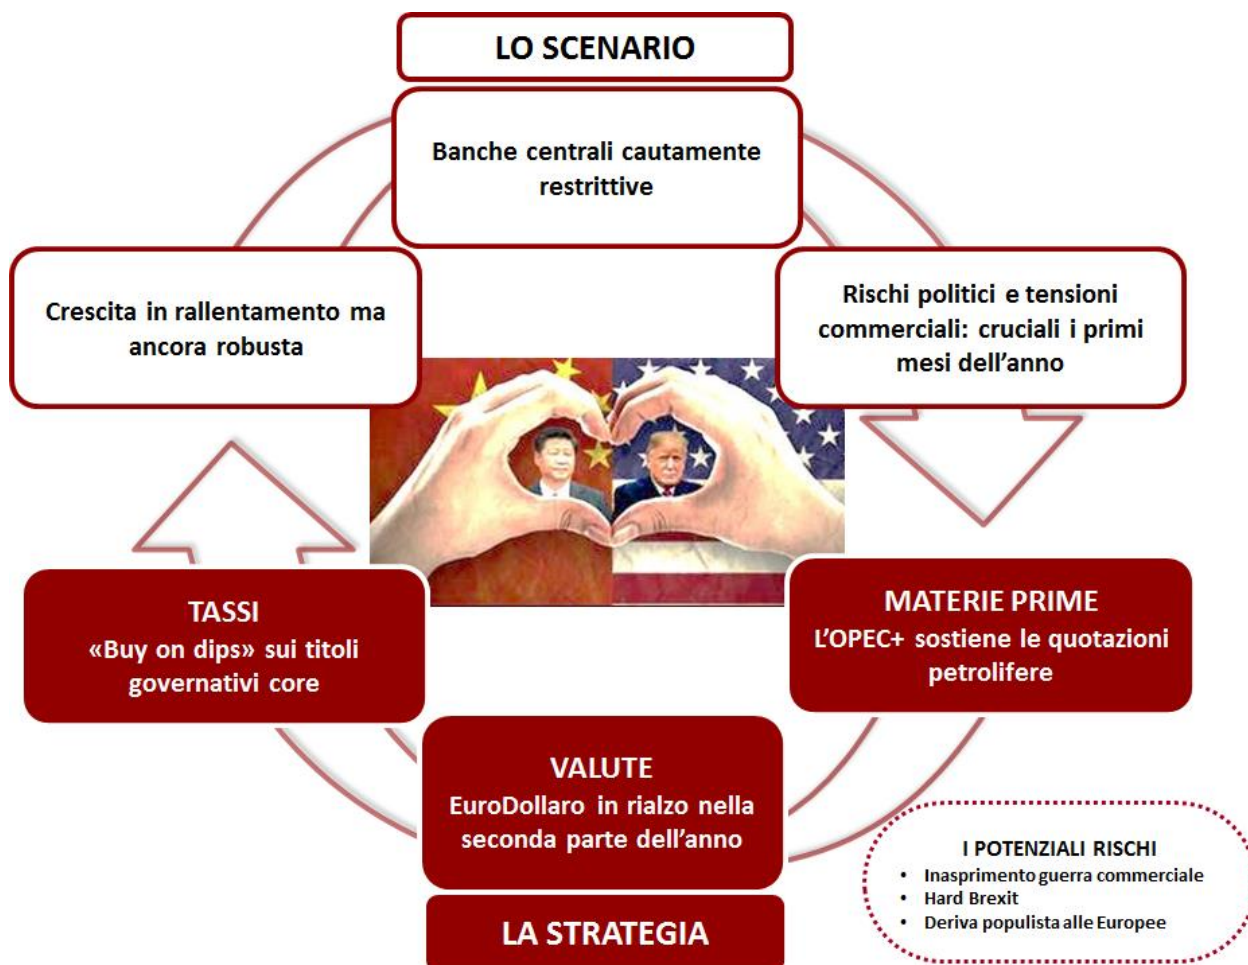 LO SCENARIO
Banche centrali cautamente
restrittive
Crescita in rallentamento ma
ancora robusta
Rischi politici e tensioni
commerciali: cruciali i primi
mesi dell’anno
TASSI
«Buy on dips» sui titoli
governativi core
MATERIE PRIME
L’OPEC+ sostiene le quotazioni
petrolifere
VALUTE
EuroDollaro in rialzo nella
seconda parte dell’anno
LA STRATEGIA
I POTENZIALI RISCHI
• Inasprimento guerra commerciale
• Hard Brexit
• Deriva populista alle Europee